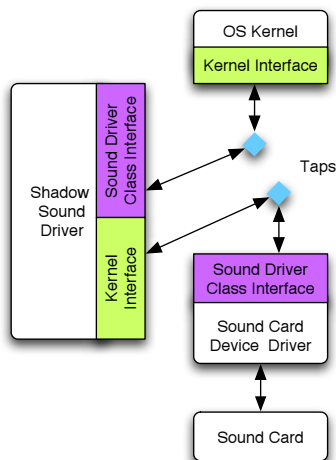 OS Kernel
Kernel Interface
Sound Driver
Class Interface
Shadow
Sound
Driver
Kernel
Interface
Taps
Sound Driver
Class Interface
Sound Card
Device Driver
Sound Card